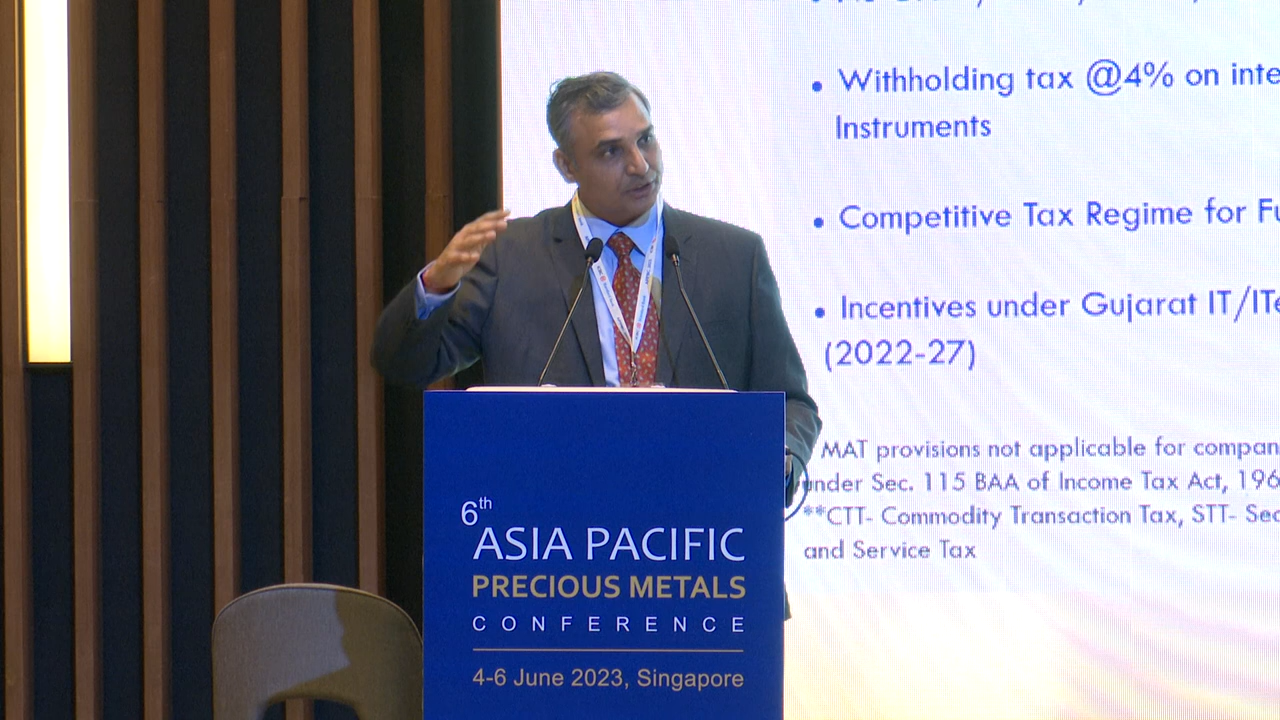 • Withholding tax @4% on inte
Instruments
• Competitive Tax Regime for F
• Incentives under Gujarat IT/ITe
(2022-27)
MAT provisions not applicable for compan
under Sec. 115 BAA of Income Tax Act, 196
**CTT- Commodity Transaction Tax, STT- Sec
and Service Tax
6th
ASIA PACIFIC
PRECIOUS METALS
CONFERENCE
4-6 June 2023, Singapore